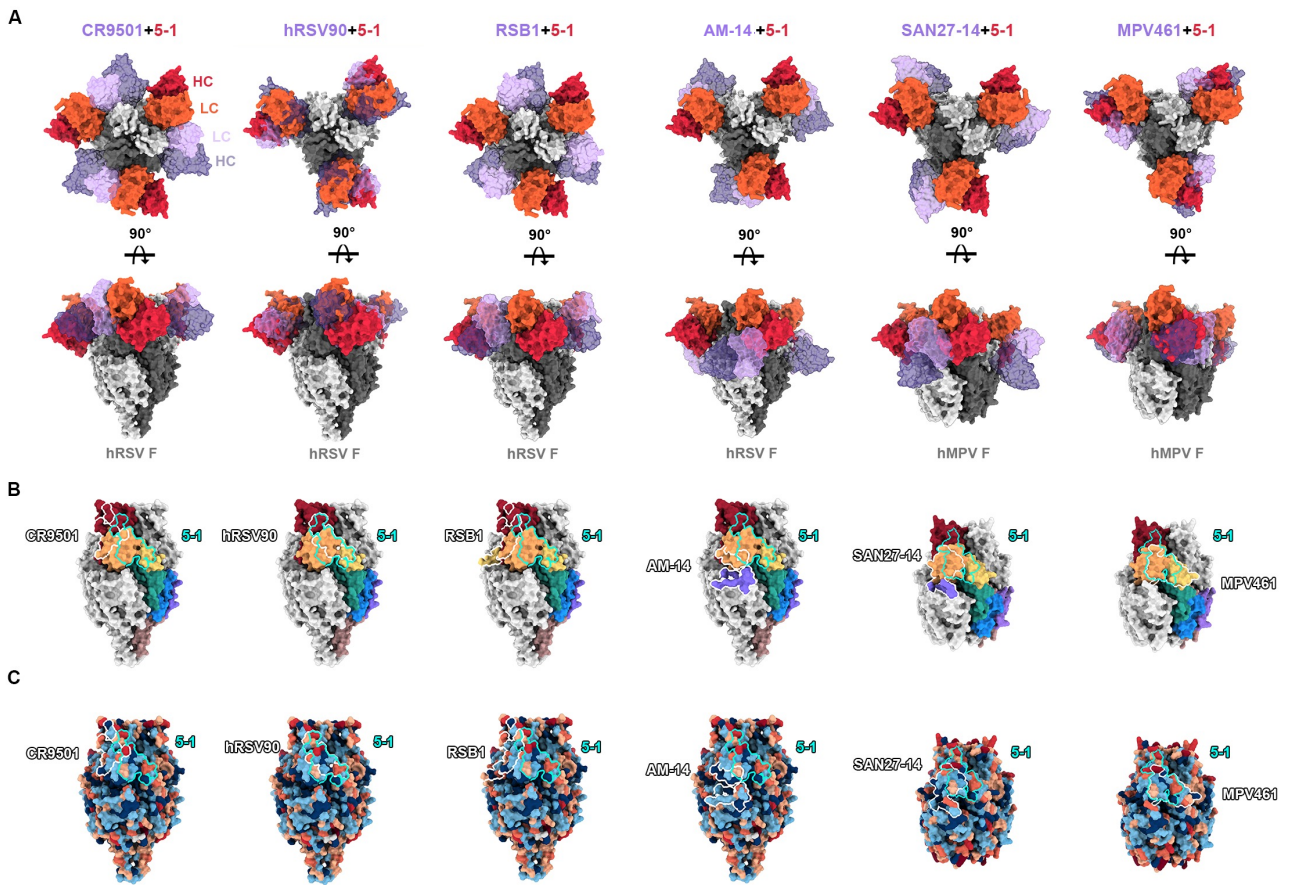 A
CR9501+5-1 hRSV90+5-1 RSB1+5-1 AM-14+5-1 SAN27-14+5-1 MPV461+5-1
HC
LC
LC
HC
90° 90° 90° 90° 90° 90°
hRSV F hRSV F hRSV F hRSV F hMPV F hMPV F
B
CR9501 5-1 hRSV90 5-1 RSB1 5-1 AM-14 5-1 SAN27-14 5-1 5-1 MPV461
C
CR9501 5-1 hRSV90 5-1 RSB1 5-1 AM-14 5-1 SAN27-14 5-1 5-1 MPV461